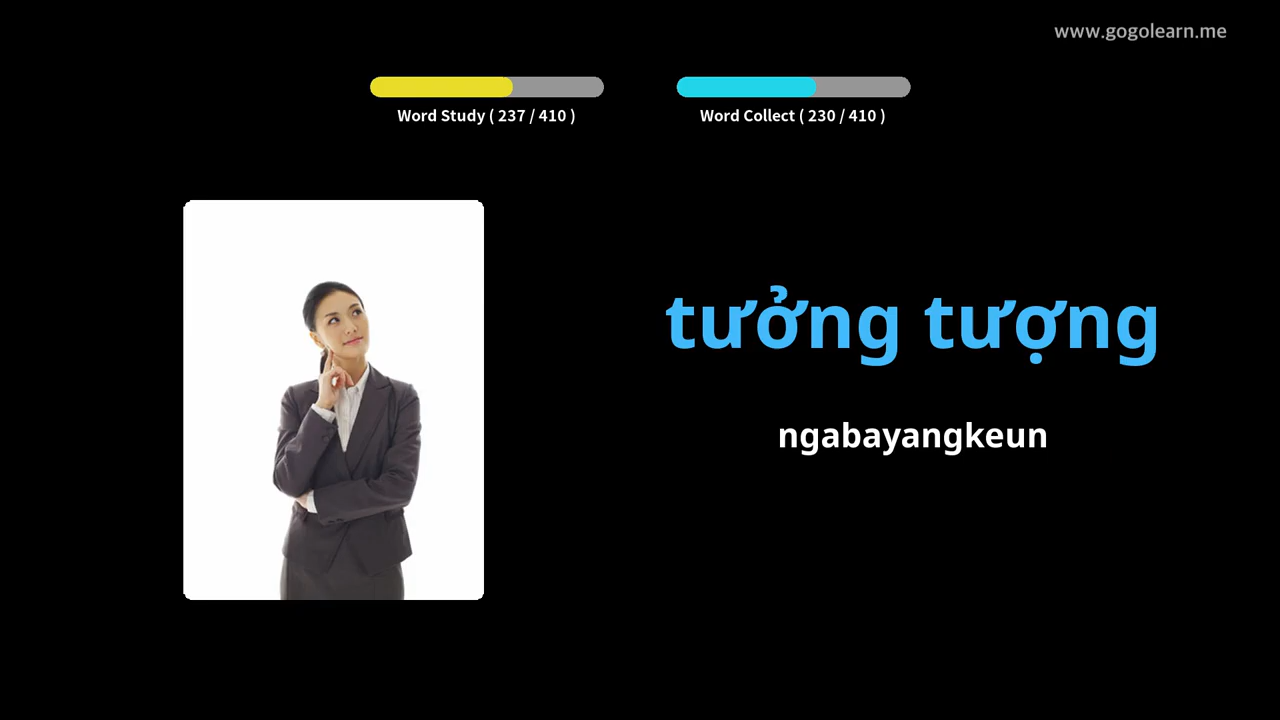 www.gogolearn.me
Word Study ( 237 / 410 )
Word Collect ( 230 / 410 )
tưởng tượng
ngabayangkeun